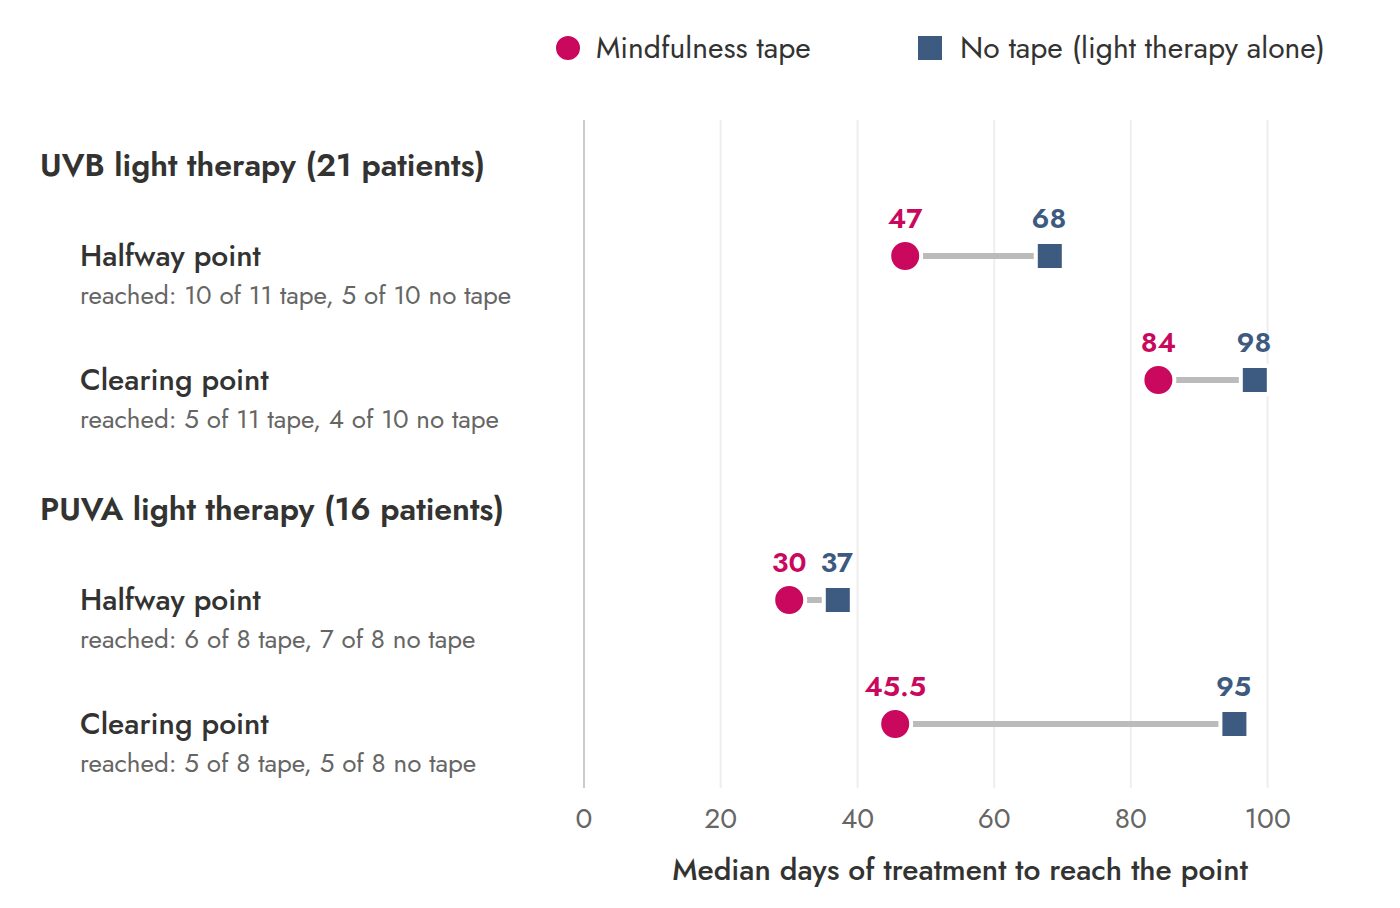 Mindfulness tape
No tape (light therapy alone)
UVB light therapy (21 patients)
47 68
Halfway point
reached: 10 of 11 tape, 5 of 10 no tape
84 98
Clearing point
reached: 5 of 11 tape, 4 of 10 no tape
PUVA light therapy (16 patients)
30 37
Halfway point
reached: 6 of 8 tape, 7 of 8 no tape
45.5 95
Clearing point
reached: 5 of 8 tape, 5 of 8 no tape
0 20 40 60 80 100
Median days of treatment to reach the point